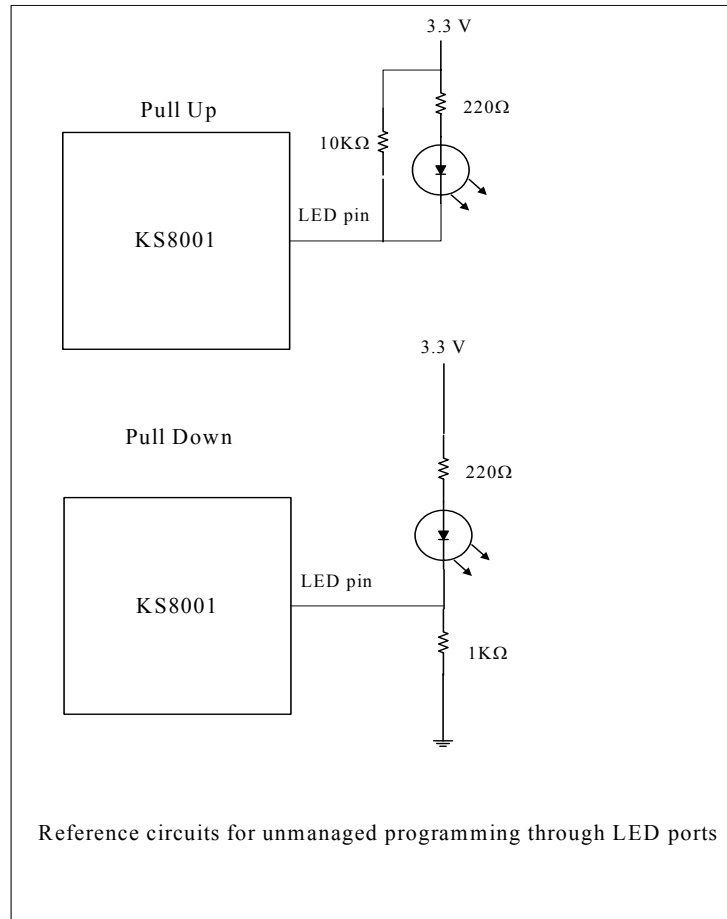 3.3 V
Pull Up
220Ω
10KΩ
LED pin
KS8001
3.3 V
Pull Down
220Ω
LED pin
KS8001
1KΩ
Reference circuits for unmanaged programming through LED ports